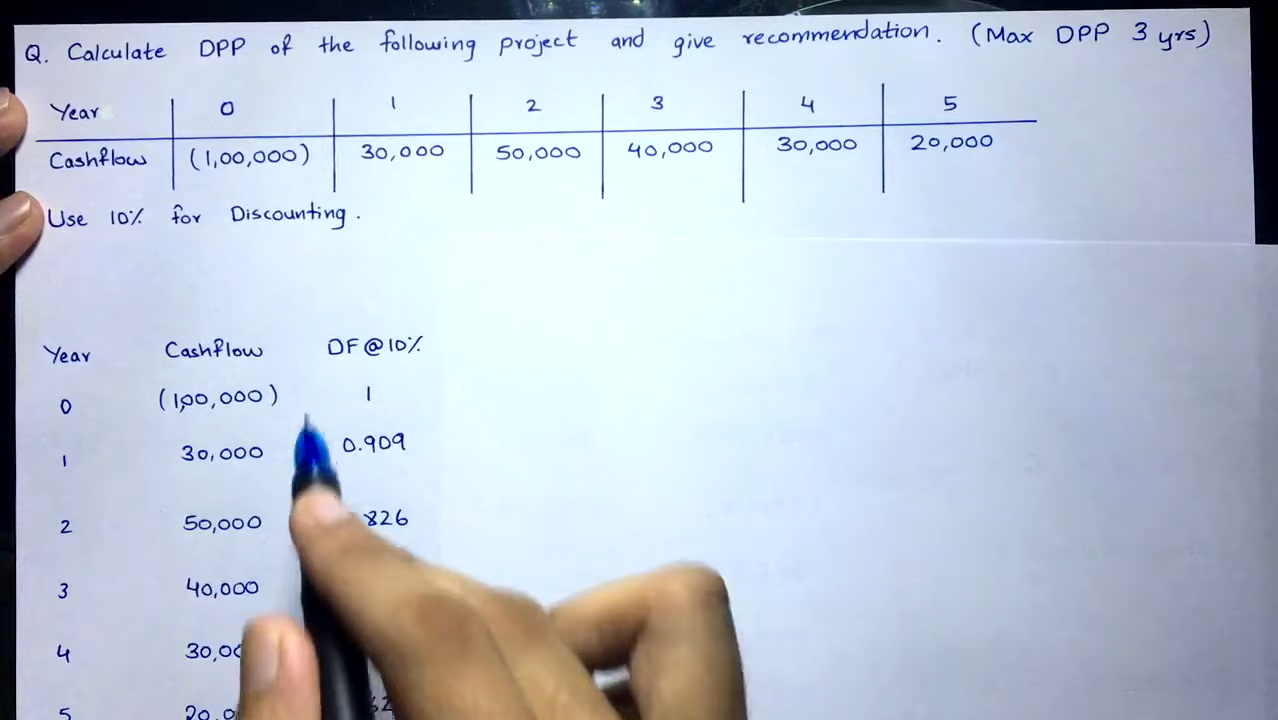 Q. Calculate DPP of the following project and give recommendation. (Max DPP 3 yrs)
Year 0 1 2 3 4 5
Cashflow (1,00,000) 30,000 50,000 40,000 30,000 20,000
Use 10% for Discounting.
Year Cashflow DF@10%
0 (1,00,000) 1
1 30,000 0.909
2 50,000 .826
3 40,000
4
5